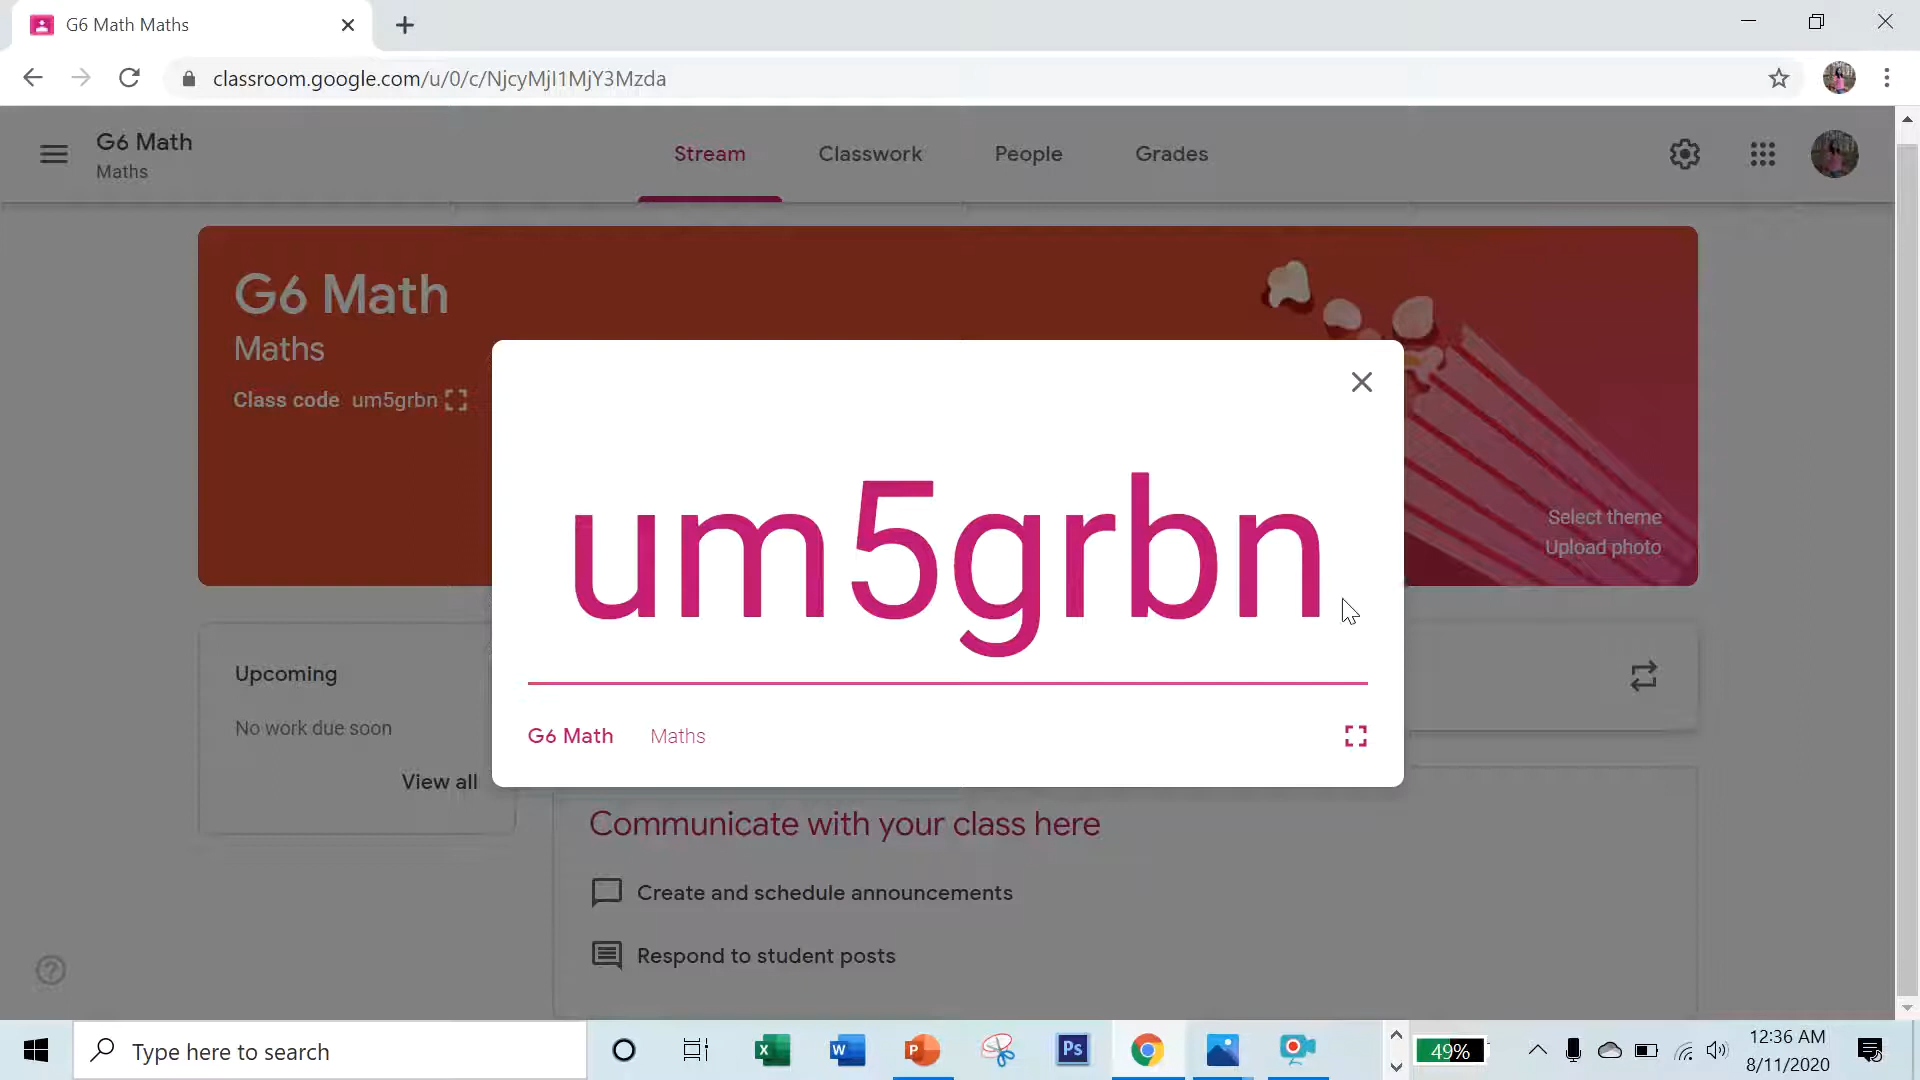 G6 Math Maths
classroom.google.com/u/0/c/NjcyMjI1MjY3Mzda
G6 Math
Maths
Stream
Classwork
People
Grades
G6 Math
Maths
Class code um5grbn
um5grbn
Select theme
Upload photo
G6 Math Maths
Upcoming
No work due soon
View all
Communicate with your class here
Create and schedule announcements
Respond to student posts
Type here to search
49%
12:36 AM
8/11/2020